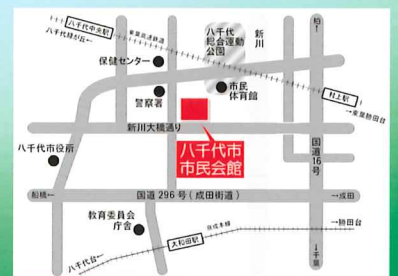 八千代中央駅
八千代緑が丘←
東葉高速鉄道
保健センター
八千代
総合運動
公園
新川
柏↑
市民
体育館
村上駅
→東葉勝田台
警察署
新川大橋通り
八千代市役所
八千代市
市民会館
国道16号
船橋←
国道296号(成田街道)
→成田
教育委員会
庁舎
京成本線
→勝田台
大和田駅
八千代台←
↓千葉